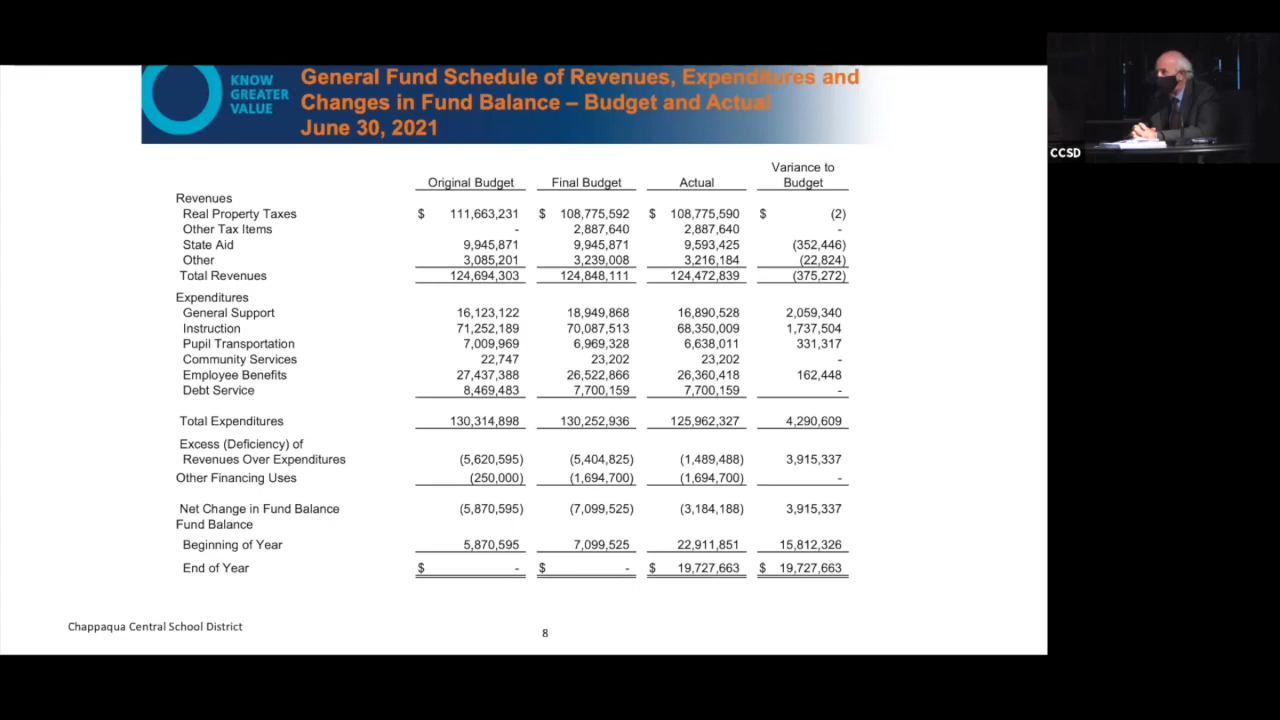 KNOW
GREATER
VALUE
General Fund Schedule of Revenues, Expenditures and
Changes in Fund Balance – Budget and Actual
June 30, 2021
CCSD
Variance to
Original Budget Final Budget Actual Budget
Revenues
Real Property Taxes $ 111,663,231 $ 108,775,592 $ 108,775,590 $ (2)
Other Tax Items - 2,887,640 2,887,640 -
State Aid 9,945,871 9,945,871 9,593,425 (352,446)
Other 3,085,201 3,239,008 3,216,184 (22,824)
Total Revenues 124,694,303 124,848,111 124,472,839 (375,272)
Expenditures
General Support 16,123,122 18,949,868 16,890,528 2,059,340
Instruction 71,252,189 70,087,513 68,350,009 1,737,504
Pupil Transportation 7,009,969 6,969,328 6,638,011 331,317
Community Services 22,747 23,202 23,202 -
Employee Benefits 27,437,388 26,522,866 26,360,418 162,448
Debt Service 8,469,483 7,700,159 7,700,159 -
Total Expenditures 130,314,898 130,252,936 125,962,327 4,290,609
Excess (Deficiency) of
Revenues Over Expenditures (5,620,595) (5,404,825) (1,489,488) 3,915,337
Other Financing Uses (250,000) (1,694,700) (1,694,700) -
Net Change in Fund Balance (5,870,595) (7,099,525) (3,184,188) 3,915,337
Fund Balance
Beginning of Year 5,870,595 7,099,525 22,911,851 15,812,326
End of Year $ - $ - $ 19,727,663 $ 19,727,663
Chappaqua Central School District
8